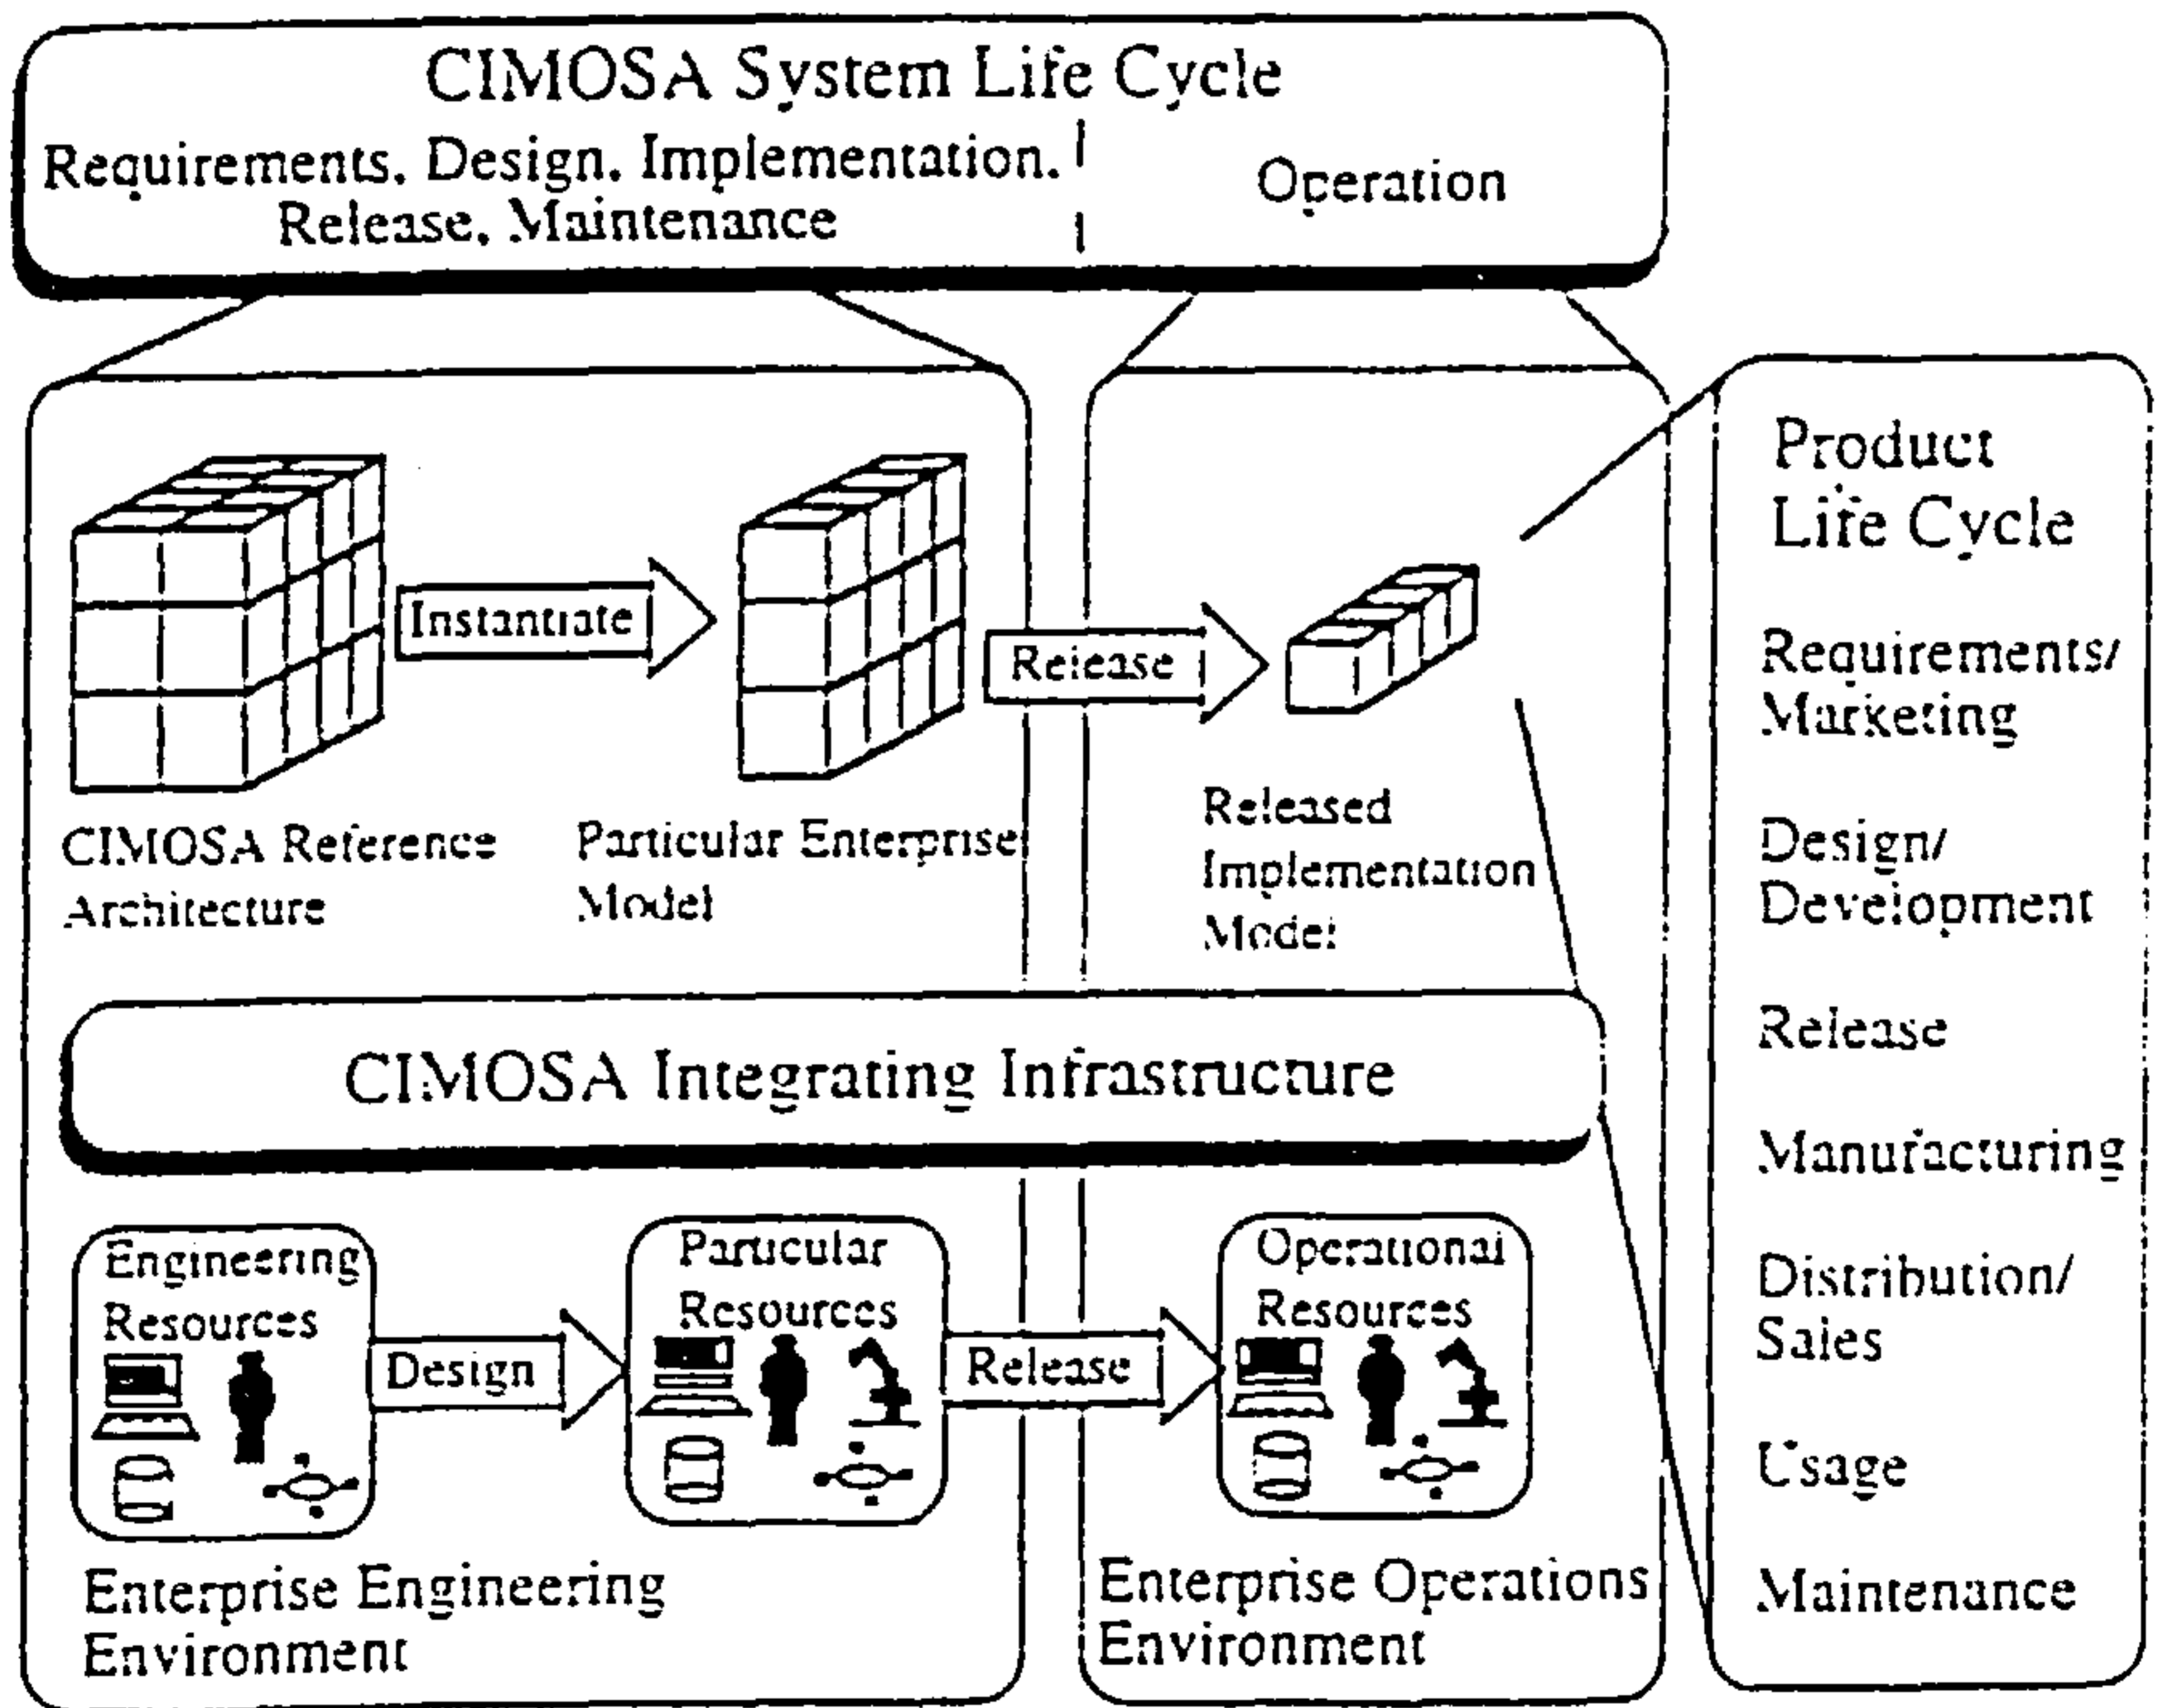 CIMOSA System Life Cycle
Requirements, Design, Implementation,
Release, Maintenance
Operation
Instantiate
Release
CIMOSA Reference
Architecture
Particular Enterprise
Model
Released
Implementation
Model
CIMOSA Integrating Infrastructure
Engineering
Resources
Design
Particular
Resources
Release
Operational
Resources
Enterprise Engineering
Environment
Enterprise Operations
Environment
Product
Life Cycle
Requirements/
Marketing
Design/
Development
Release
Manufacturing
Distribution/
Sales
Usage
Maintenance